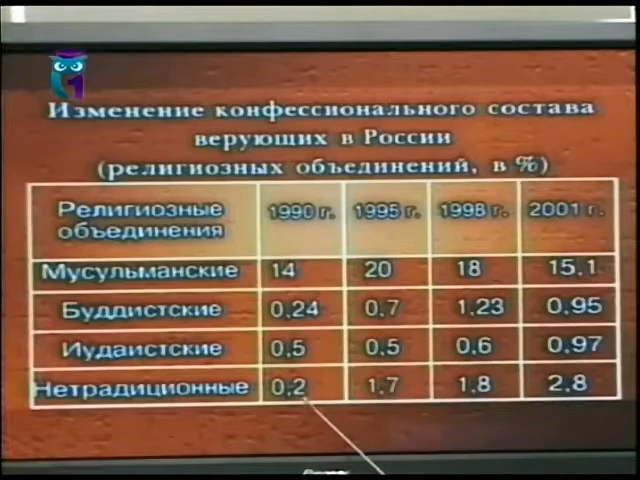 1
Изменение конфессионального состава
верующих в России
(религиозных объединений, в %)
Религиозные объединения 1990 г. 1995 г. 1998 г. 2001 г.
Мусульманские 14 20 18 15,1
Буддистские 0,24 0,7 1,23 0,95
Иудаистские 0,5 0,5 0,6 0,97
Нетрадиционные 0,2 1,7 1,8 2,8